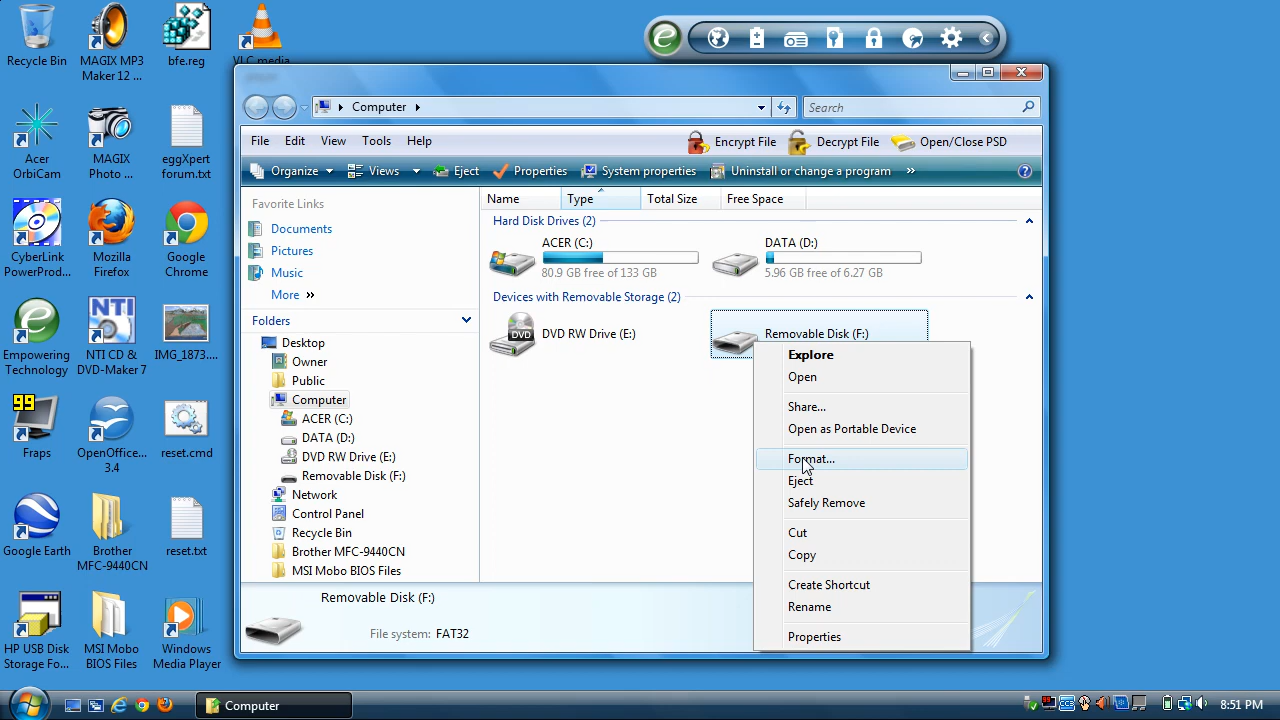 Recycle Bin
MAGIX MP3
Maker 12 ...
bfe.reg
VLC media
Acer
OrbiCam
MAGIX
Photo ...
eggXpert
forum.txt
CyberLink
PowerProd...
Mozilla
Firefox
Google
Chrome
Empowering
Technology
NTI
NTI CD &
DVD-Maker 7
IMG_1873....
99
Fraps
OpenOffice...
3.4
reset.cmd
Google Earth
Brother
MFC-9440CN
reset.txt
HP USB Disk
Storage Fo...
MSI Mobo
BIOS Files
Windows
Media Player
Computer
Search
File Edit View Tools Help
Encrypt File Decrypt File Open/Close PSD
Organize Views Eject Properties System properties Uninstall or change a program »
Favorite Links
Documents
Pictures
Music
More »
Folders
Desktop
Owner
Public
Computer
ACER (C:)
DATA (D:)
DVD RW Drive (E:)
Removable Disk (F:)
Network
Control Panel
Recycle Bin
Brother MFC-9440CN
MSI Mobo BIOS Files
Name Type Total Size Free Space
Hard Disk Drives (2)
ACER (C:)
80.9 GB free of 133 GB
DATA (D:)
5.96 GB free of 6.27 GB
Devices with Removable Storage (2)
DVD
DVD RW Drive (E:)
Removable Disk (F:)
Explore
Open
Share...
Open as Portable Device
Format...
Eject
Safely Remove
Cut
Copy
Create Shortcut
Rename
Properties
Removable Disk (F:)
File system: FAT32
Computer
8:51 PM